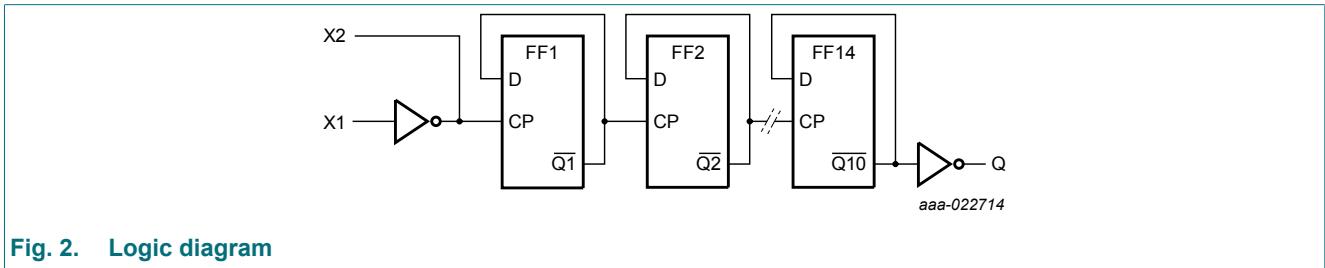 X2
FF1
FF2
FF14
D
D
D
X1
CP
CP
CP
Q1
Q2
Q10
Q
aaa-022714
Fig. 2. Logic diagram